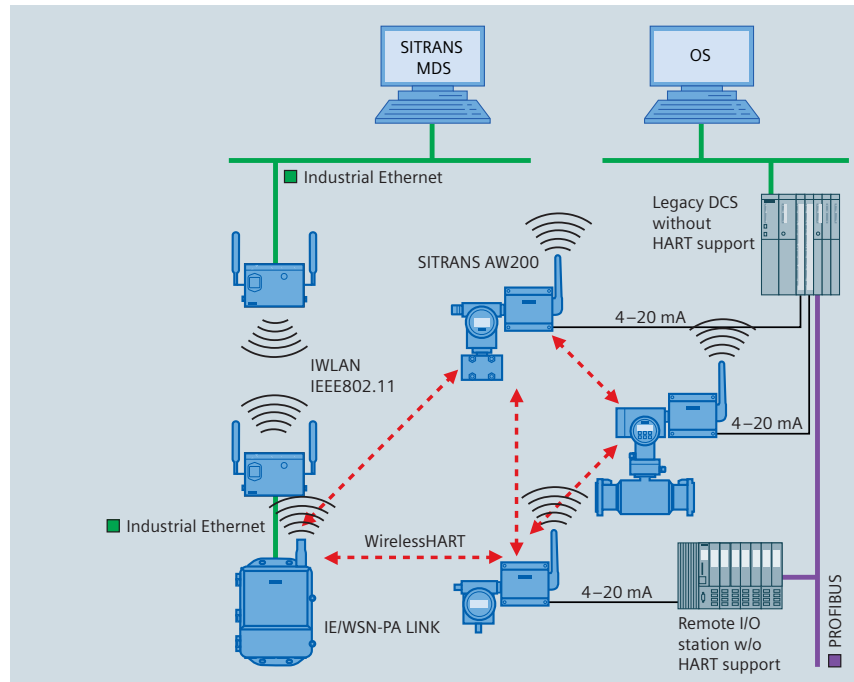 SITRANS
MDS
OS
Industrial Ethernet
Legacy DCS
without
HART support
SITRANS AW200
4–20 mA
IWLAN
IEEE802.11
4–20 mA
Industrial Ethernet
WirelessHART
4–20 mA
IE/WSN-PA LINK
Remote I/O
station w/o
HART support
PROFIBUS